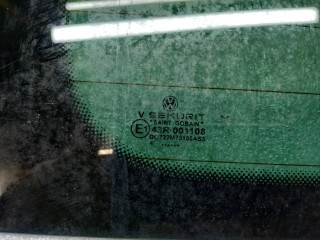 V SEKURIT
"SAINT GOBAIN"
E1 43R-001108